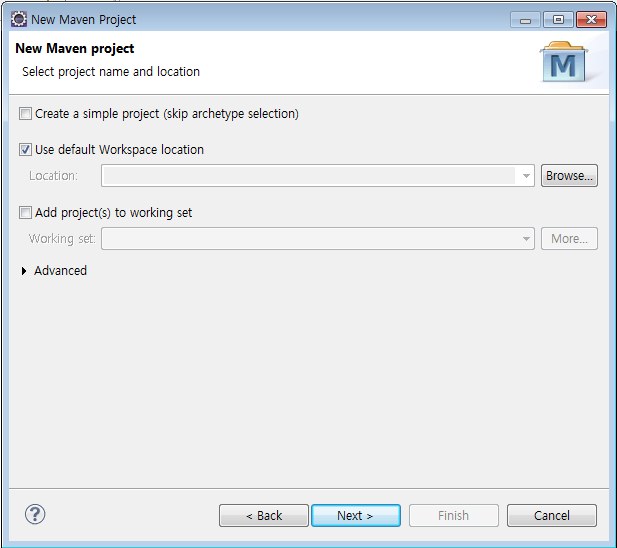 New Maven Project
New Maven project
Select project name and location
M
Create a simple project (skip archetype selection)
Use default Workspace location
Location:
Browse...
Add project(s) to working set
Working set:
More...
Advanced
?
< Back
Next >
Finish
Cancel